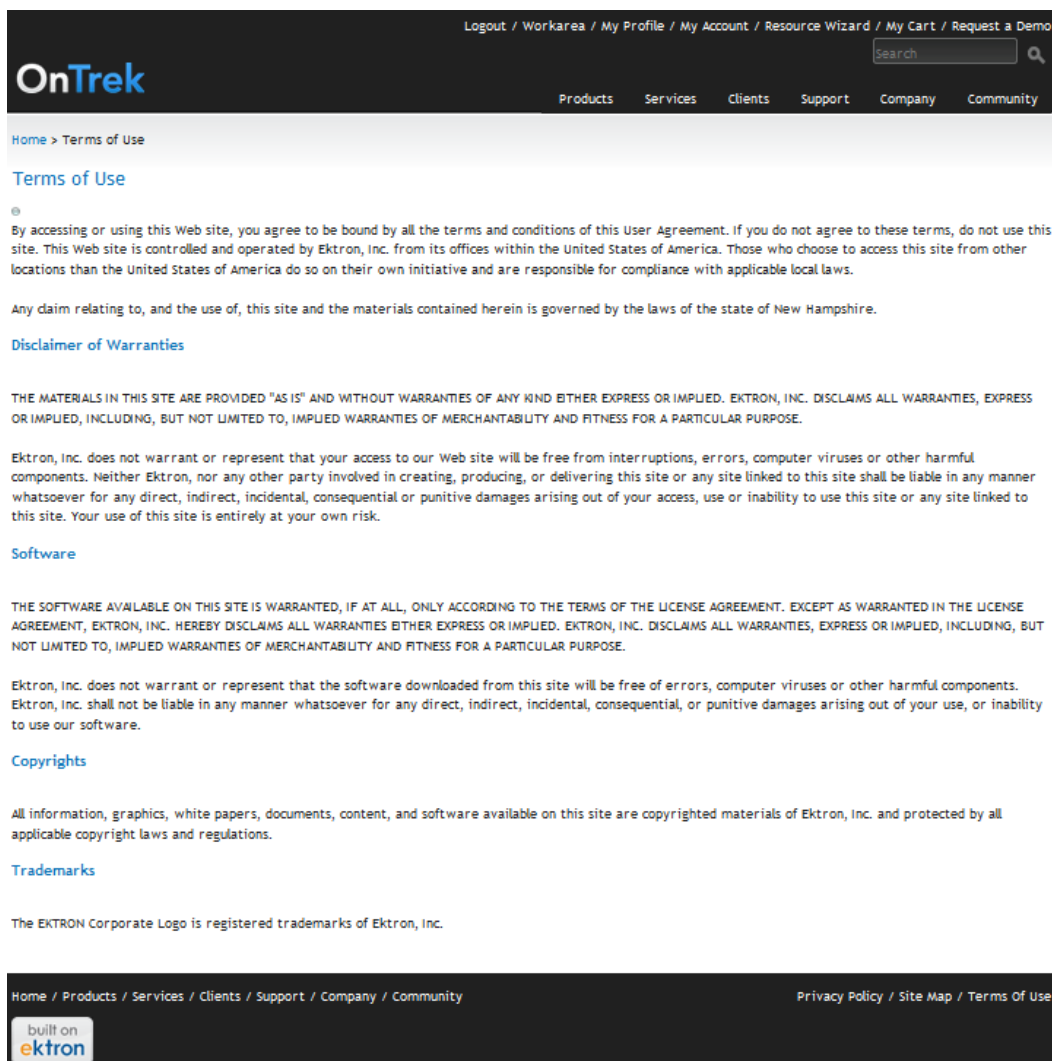 Logout / Workarea / My Profile / My Account / Resource Wizard / My Cart / Request a Demo
Search
OnTrek
Products Services Clients Support Company Community
Home > Terms of Use
Terms of Use
By accessing or using this Web site, you agree to be bound by all the terms and conditions of this User Agreement. If you do not agree to these terms, do not use this
site. This Web site is controlled and operated by Ektron, Inc. from its offices within the United States of America. Those who choose to access this site from other
locations than the United States of America do so on their own initiative and are responsible for compliance with applicable local laws.
Any claim relating to, and the use of, this site and the materials contained herein is governed by the laws of the state of New Hampshire.
Disclaimer of Warranties
THE MATERIALS IN THIS SITE ARE PROVIDED "AS IS" AND WITHOUT WARRANTIES OF ANY KIND EITHER EXPRESS OR IMPLIED. EKTRON, INC. DISCLAIMS ALL WARRANTIES, EXPRESS
OR IMPLIED, INCLUDING, BUT NOT LIMITED TO, IMPLIED WARRANTIES OF MERCHANTABILITY AND FITNESS FOR A PARTICULAR PURPOSE.
Ektron, Inc. does not warrant or represent that your access to our Web site will be free from interruptions, errors, computer viruses or other harmful
components. Neither Ektron, nor any other party involved in creating, producing, or delivering this site or any site linked to this site shall be liable in any manner
whatsoever for any direct, indirect, incidental, consequential or punitive damages arising out of your access, use or inability to use this site or any site linked to
this site. Your use of this site is entirely at your own risk.
Software
THE SOFTWARE AVAILABLE ON THIS SITE IS WARRANTED, IF AT ALL, ONLY ACCORDING TO THE TERMS OF THE LICENSE AGREEMENT. EXCEPT AS WARRANTED IN THE LICENSE
AGREEMENT, EKTRON, INC. HEREBY DISCLAIMS ALL WARRANTIES EITHER EXPRESS OR IMPLIED. EKTRON, INC. DISCLAIMS ALL WARRANTIES, EXPRESS OR IMPLIED, INCLUDING, BUT
NOT LIMITED TO, IMPLIED WARRANTIES OF MERCHANTABILITY AND FITNESS FOR A PARTICULAR PURPOSE.
Ektron, Inc. does not warrant or represent that the software downloaded from this site will be free of errors, computer viruses or other harmful components.
Ektron, Inc. shall not be liable in any manner whatsoever for any direct, indirect, incidental, consequential, or punitive damages arising out of your use, or inability
to use our software.
Copyrights
All information, graphics, white papers, documents, content, and software available on this site are copyrighted materials of Ektron, Inc. and protected by all
applicable copyright laws and regulations.
Trademarks
The EKTRON Corporate Logo is registered trademarks of Ektron, Inc.
Home / Products / Services / Clients / Support / Company / Community Privacy Policy / Site Map / Terms Of Use
built on
ektron